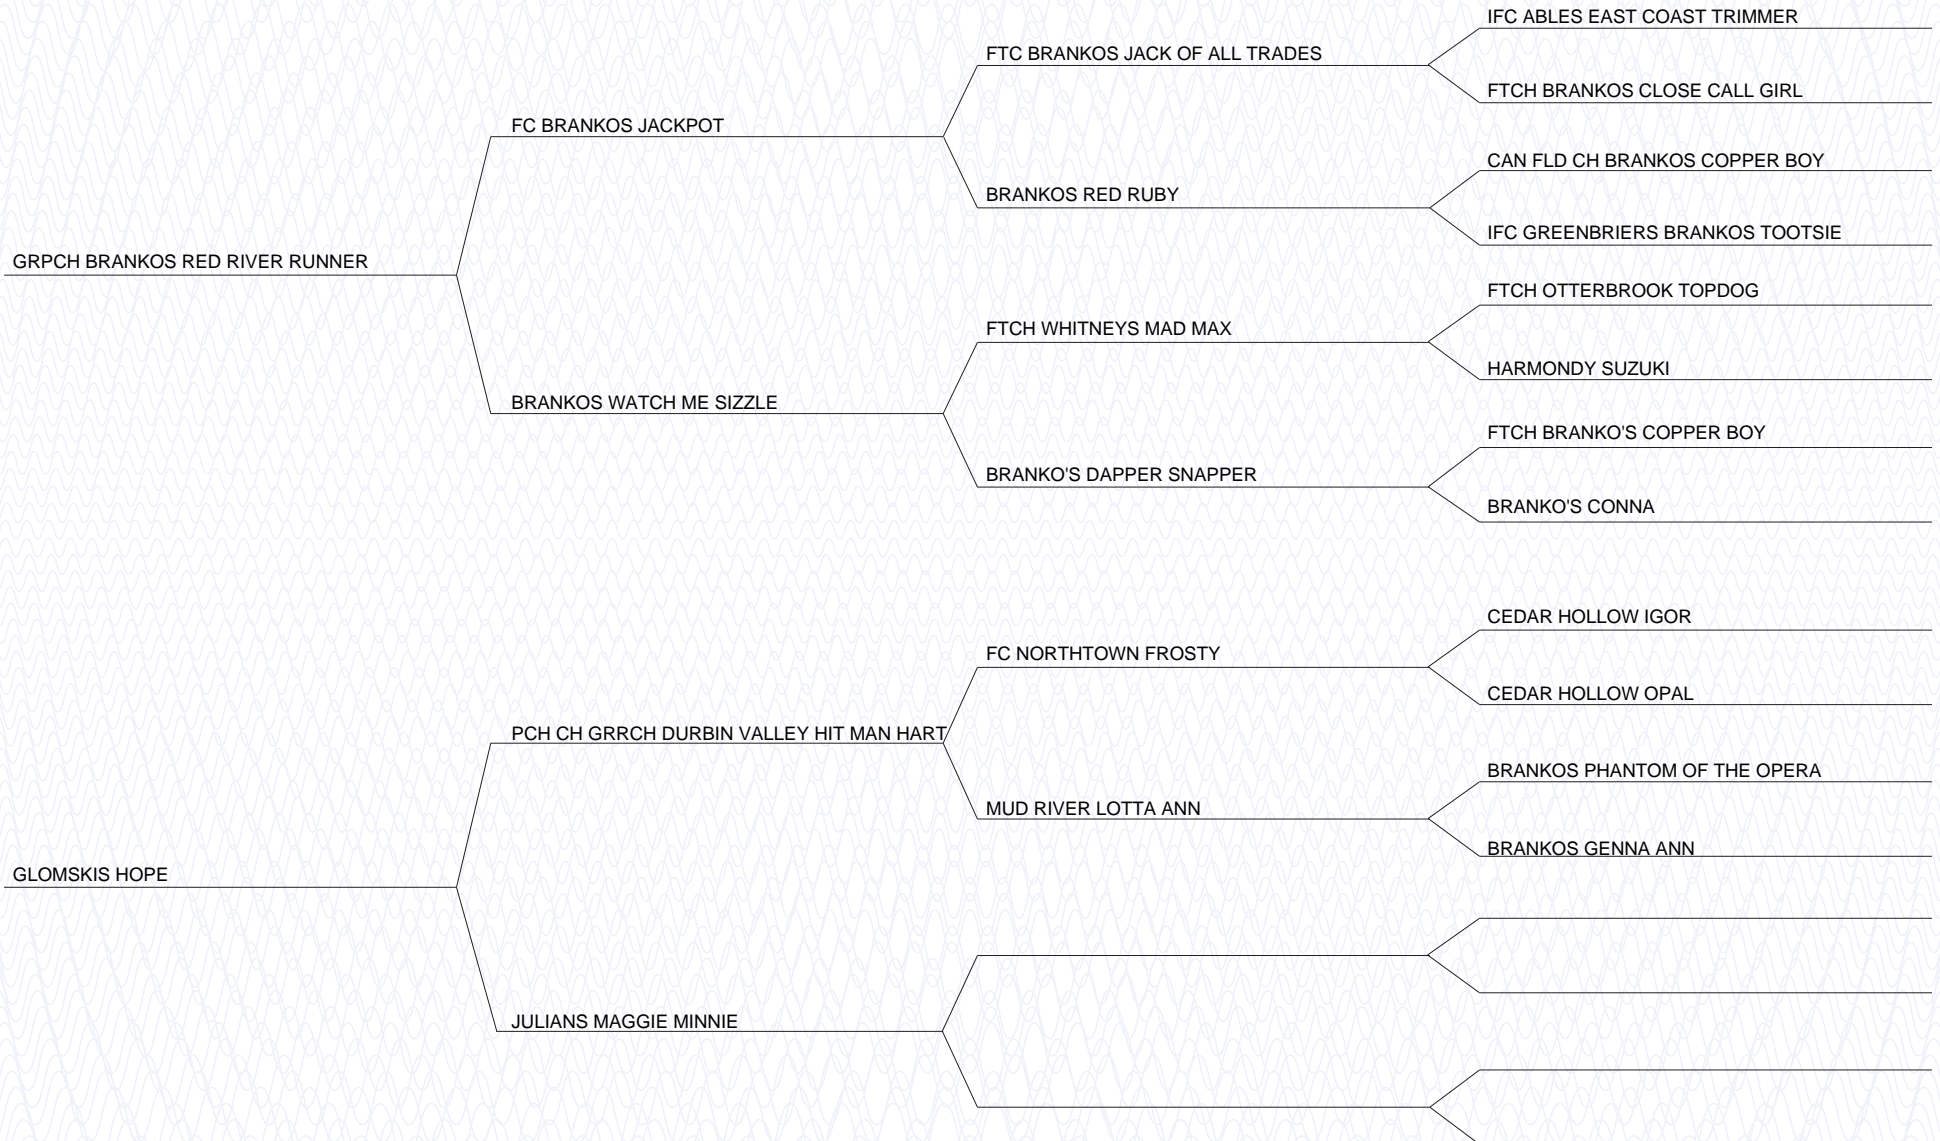 IFC ABLES EAST COAST TRIMMER
FTC BRANKOS JACK OF ALL TRADES
FTCH BRANKOS CLOSE CALL GIRL
FC BRANKOS JACKPOT
CAN FLD CH BRANKOS COPPER BOY
BRANKOS RED RUBY
IFC GREENBRIERS BRANKOS TOOTSIE
GRPCH BRANKOS RED RIVER RUNNER
FTCH OTTERBROOK TOPDOG
FTCH WHITNEYS MAD MAX
HARMONDY SUZUKI
BRANKOS WATCH ME SIZZLE
FTCH BRANKO'S COPPER BOY
BRANKO'S DAPPER SNAPPER
BRANKO'S CONNA
CEDAR HOLLOW IGOR
FC NORTHTOWN FROSTY
CEDAR HOLLOW OPAL
PCH CH GRRCH DURBIN VALLEY HIT MAN HART
BRANKOS PHANTOM OF THE OPERA
MUD RIVER LOTTA ANN
BRANKOS GENNA ANN
GLOMSKIS HOPE
JULIANS MAGGIE MINNIE